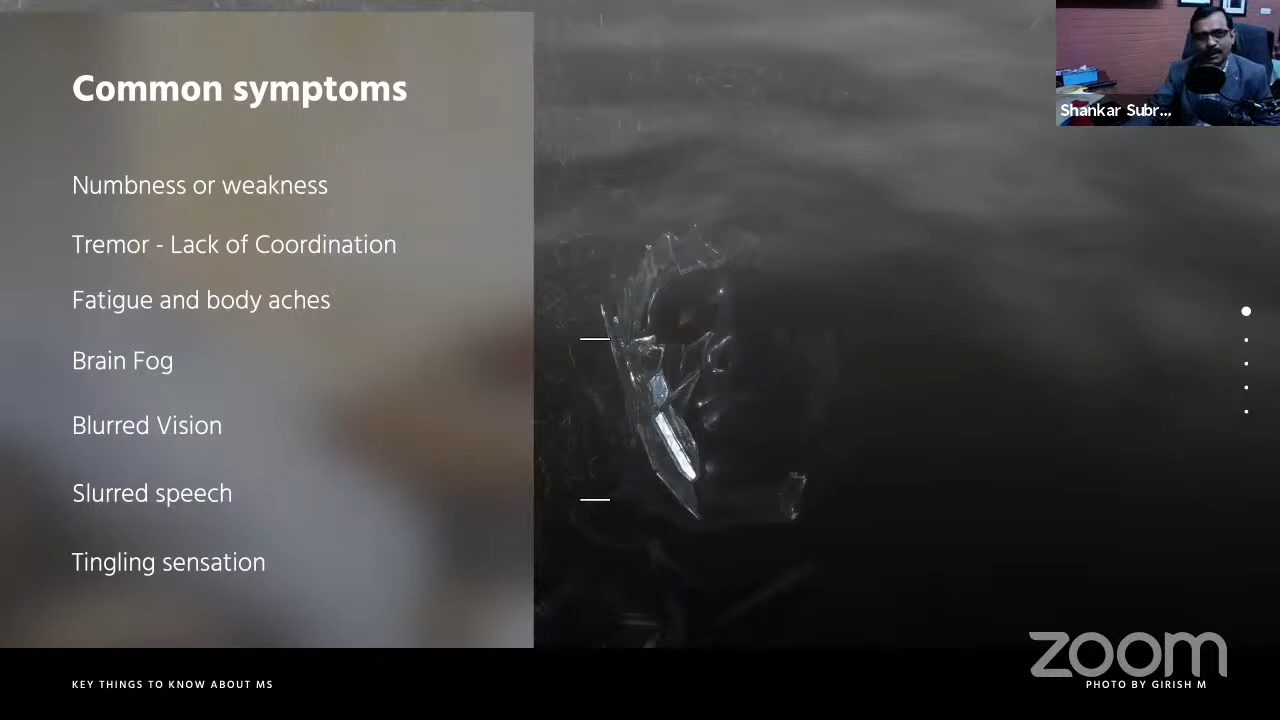 Common symptoms
Numbness or weakness
Tremor - Lack of Coordination
Fatigue and body aches
Brain Fog
Blurred Vision
Slurred speech
Tingling sensation
Shankar Subr...
zoom
KEY THINGS TO KNOW ABOUT MS
PHOTO BY GIRISH M